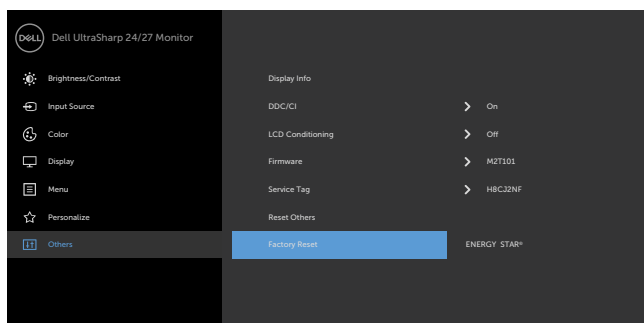 DELL Dell UltraSharp 24/27 Monitor
Brightness/Contrast Display Info
Input Source DDC/CI On
Color LCD Conditioning Off
Display Firmware M2T101
Menu Service Tag H8CJ2NF
Personalize Reset Others
Others Factory Reset ENERGY STAR®